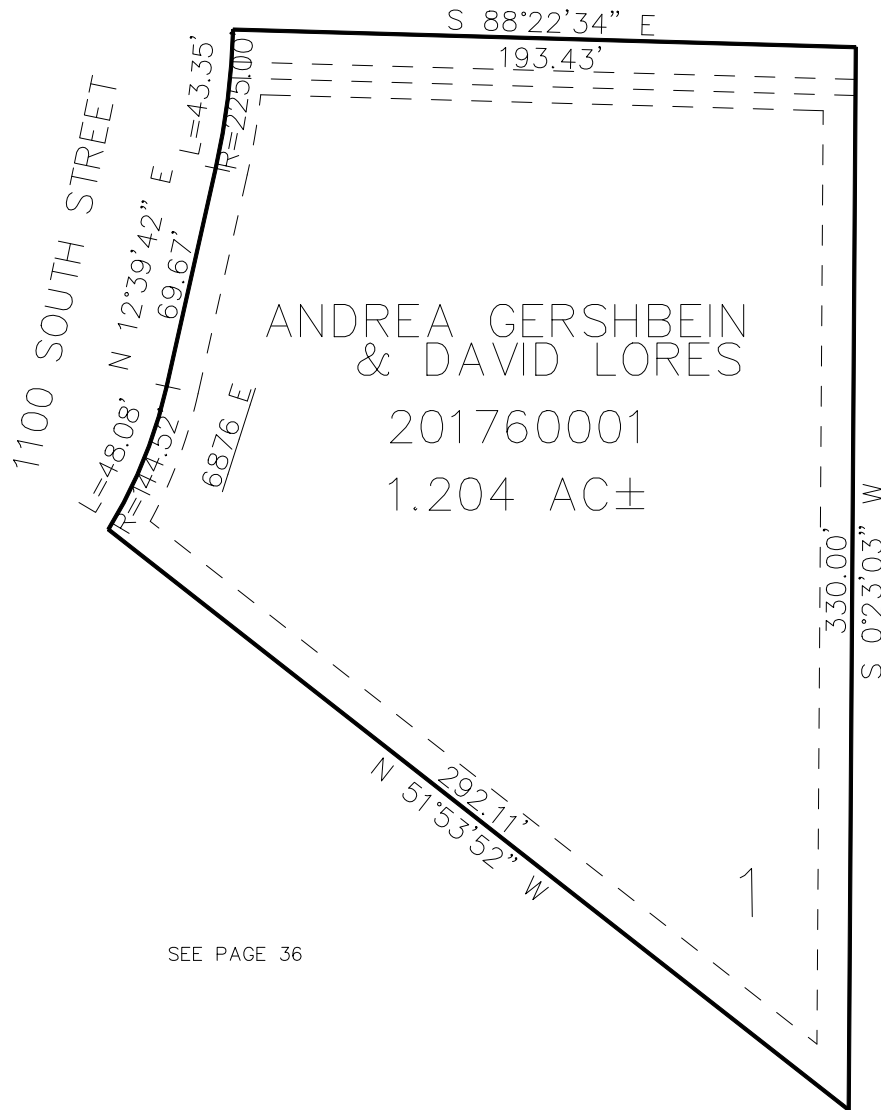 S 88°22'34" E
193.43'
L=43.35'
R=225.00
1100 SOUTH STREET
N 12°39'42" E
69.67'
ANDREA GERSHBEIN
& DAVID LORES
201760001
1.204 AC±
6876 E
L=48.08'
R=144.52
330.00'
S 0°23'03" W
292.11'
N 51°53'52" W
1
SEE PAGE 36